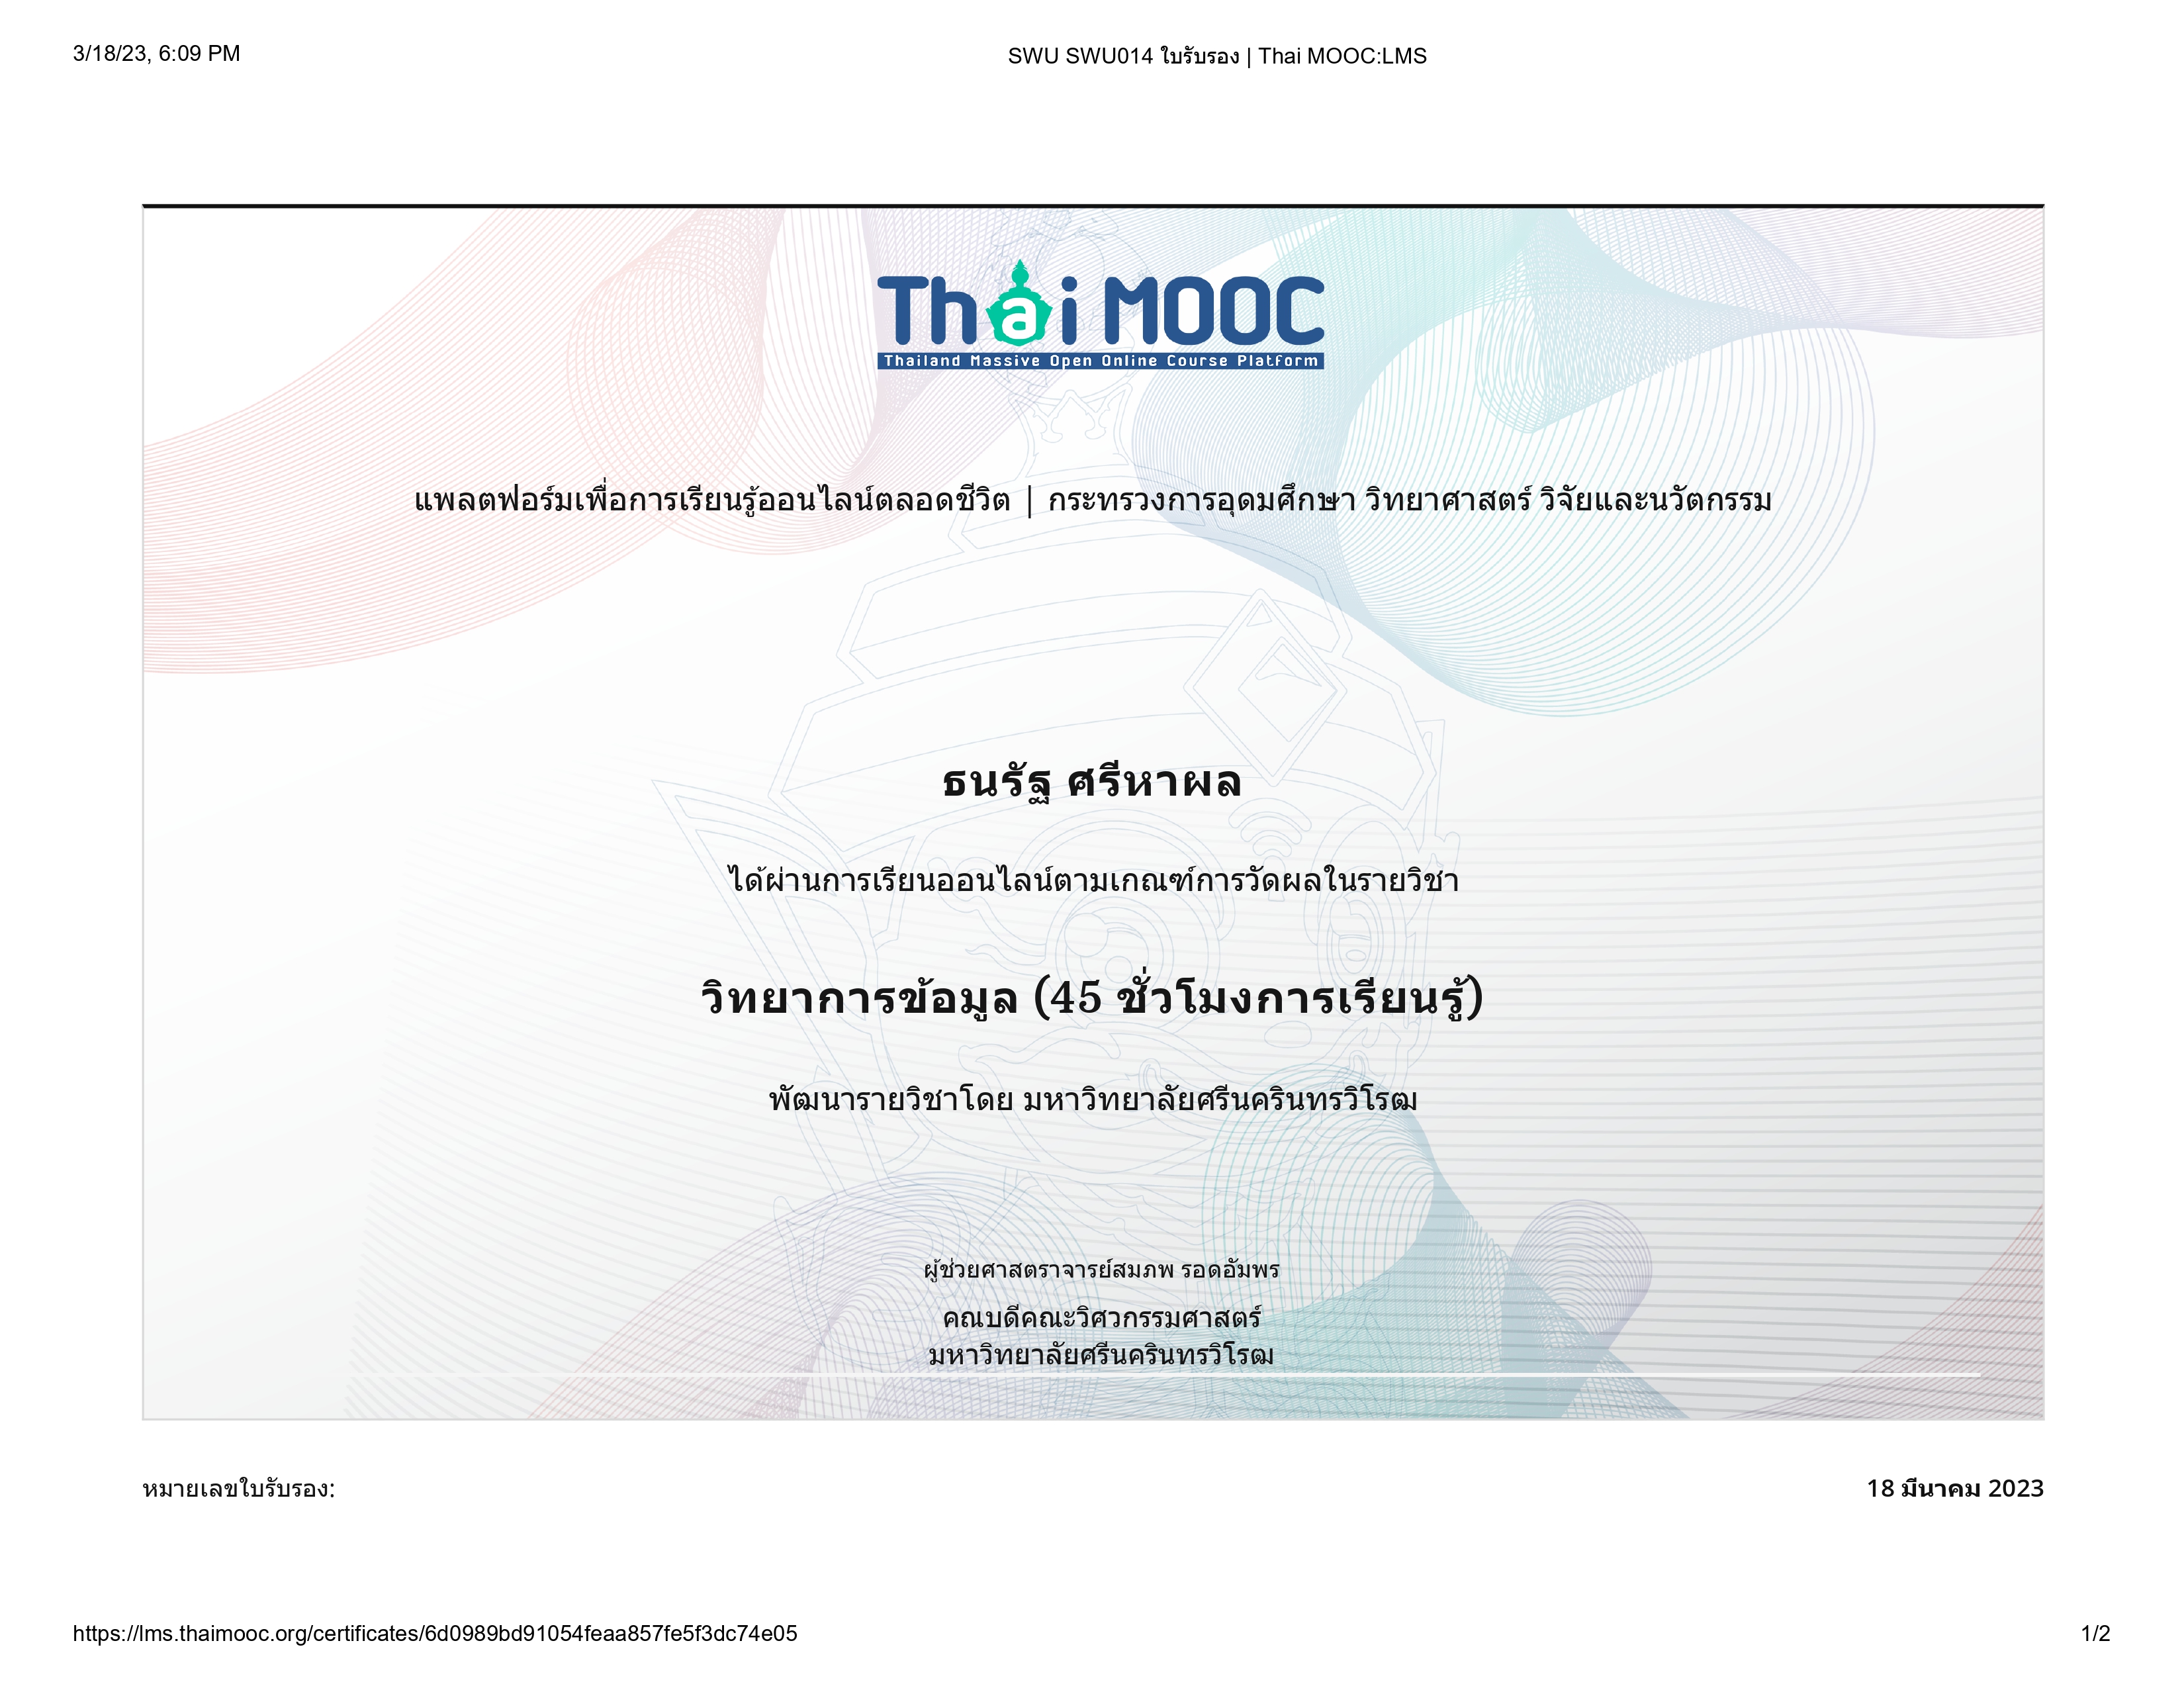 3/18/23, 6:09 PM
SWU SWU014 ใบรับรอง | Thai MOOC:LMS
Thai MOOC
Thailand Massive Open Online Course Platform
แพลตฟอร์มเพื่อการเรียนรู้ออนไลน์ตลอดชีวิต | กระทรวงการอุดมศึกษา วิทยาศาสตร์ วิจัยและนวัตกรรม
ธนรัฐ ศรีหาผล
ได้ผ่านการเรียนออนไลน์ตามเกณฑ์การวัดผลในรายวิชา
วิทยาการข้อมูล (45 ชั่วโมงการเรียนรู้)
พัฒนารายวิชาโดย มหาวิทยาลัยศรีนครินทรวิโรฒ
ผู้ช่วยศาสตราจารย์สมภพ รอดอัมพร
คณบดีคณะวิศวกรรมศาสตร์
มหาวิทยาลัยศรีนครินทรวิโรฒ
หมายเลขใบรับรอง:
18 มีนาคม 2023
https://lms.thaimooc.org/certificates/6d0989bd91054feaa857fe5f3dc74e05
1/2